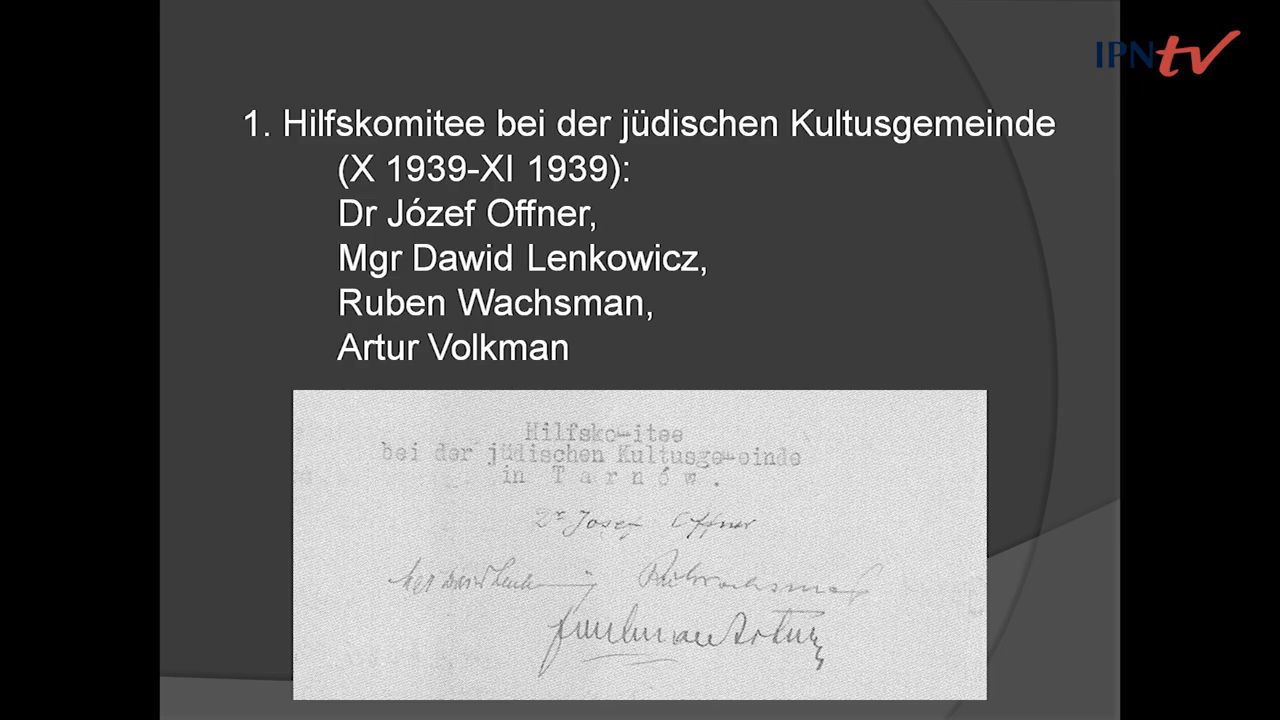 IPNtv
1. Hilfskomitee bei der jüdischen Kultusgemeinde
(X 1939-XI 1939):
Dr Józef Offner,
Mgr Dawid Lenkowicz,
Ruben Wachsman,
Artur Volkman
Hilfsko-itee
bei der jüdischen Kultusge-einde
in Tarnów.
Dr Josef Offner
Artur